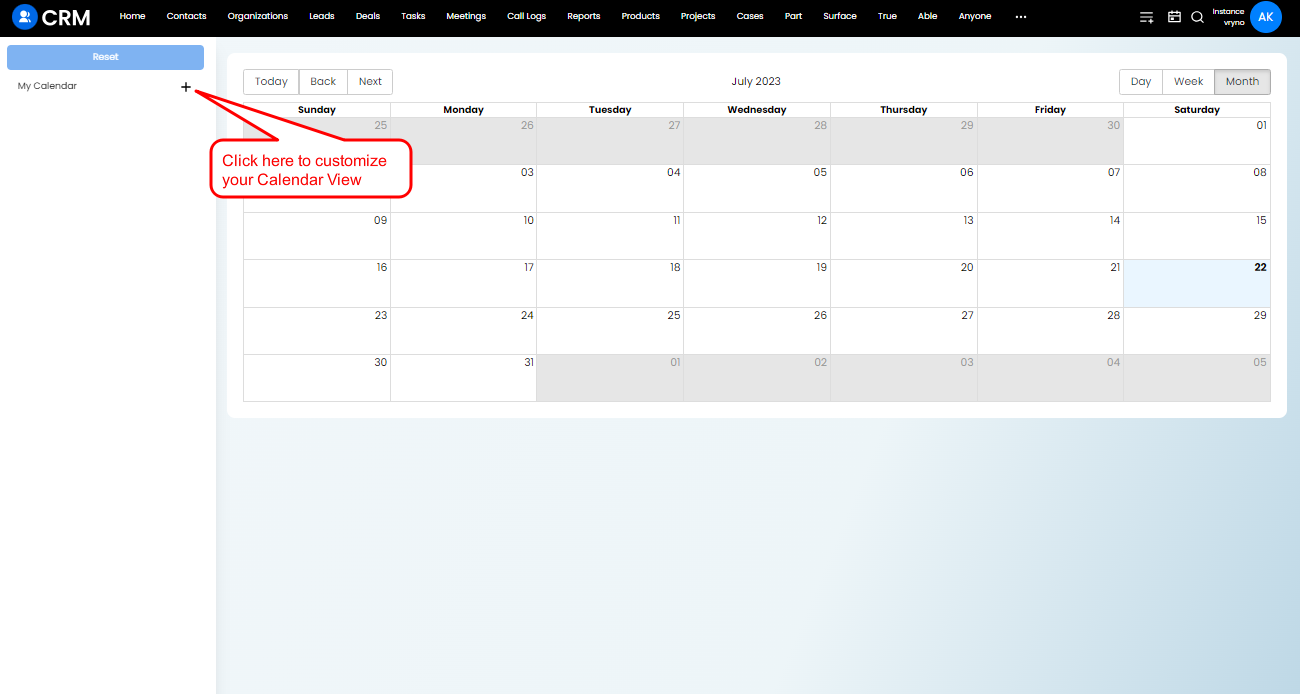 CRM Home Contacts Organizations Leads Deals Tasks Meetings Call Logs Reports Products Projects Cases Part Surface True Able Anyone ... Instance vryno AK
Reset
My Calendar +
Today Back Next July 2023 Day Week Month
Sunday Monday Tuesday Wednesday Thursday Friday Saturday
25 26 27 28 29 30 01
Click here to customize
your Calendar View
03 04 05 06 07 08
09 10 11 12 13 14 15
16 17 18 19 20 21 22
23 24 25 26 27 28 29
30 31 01 02 03 04 05